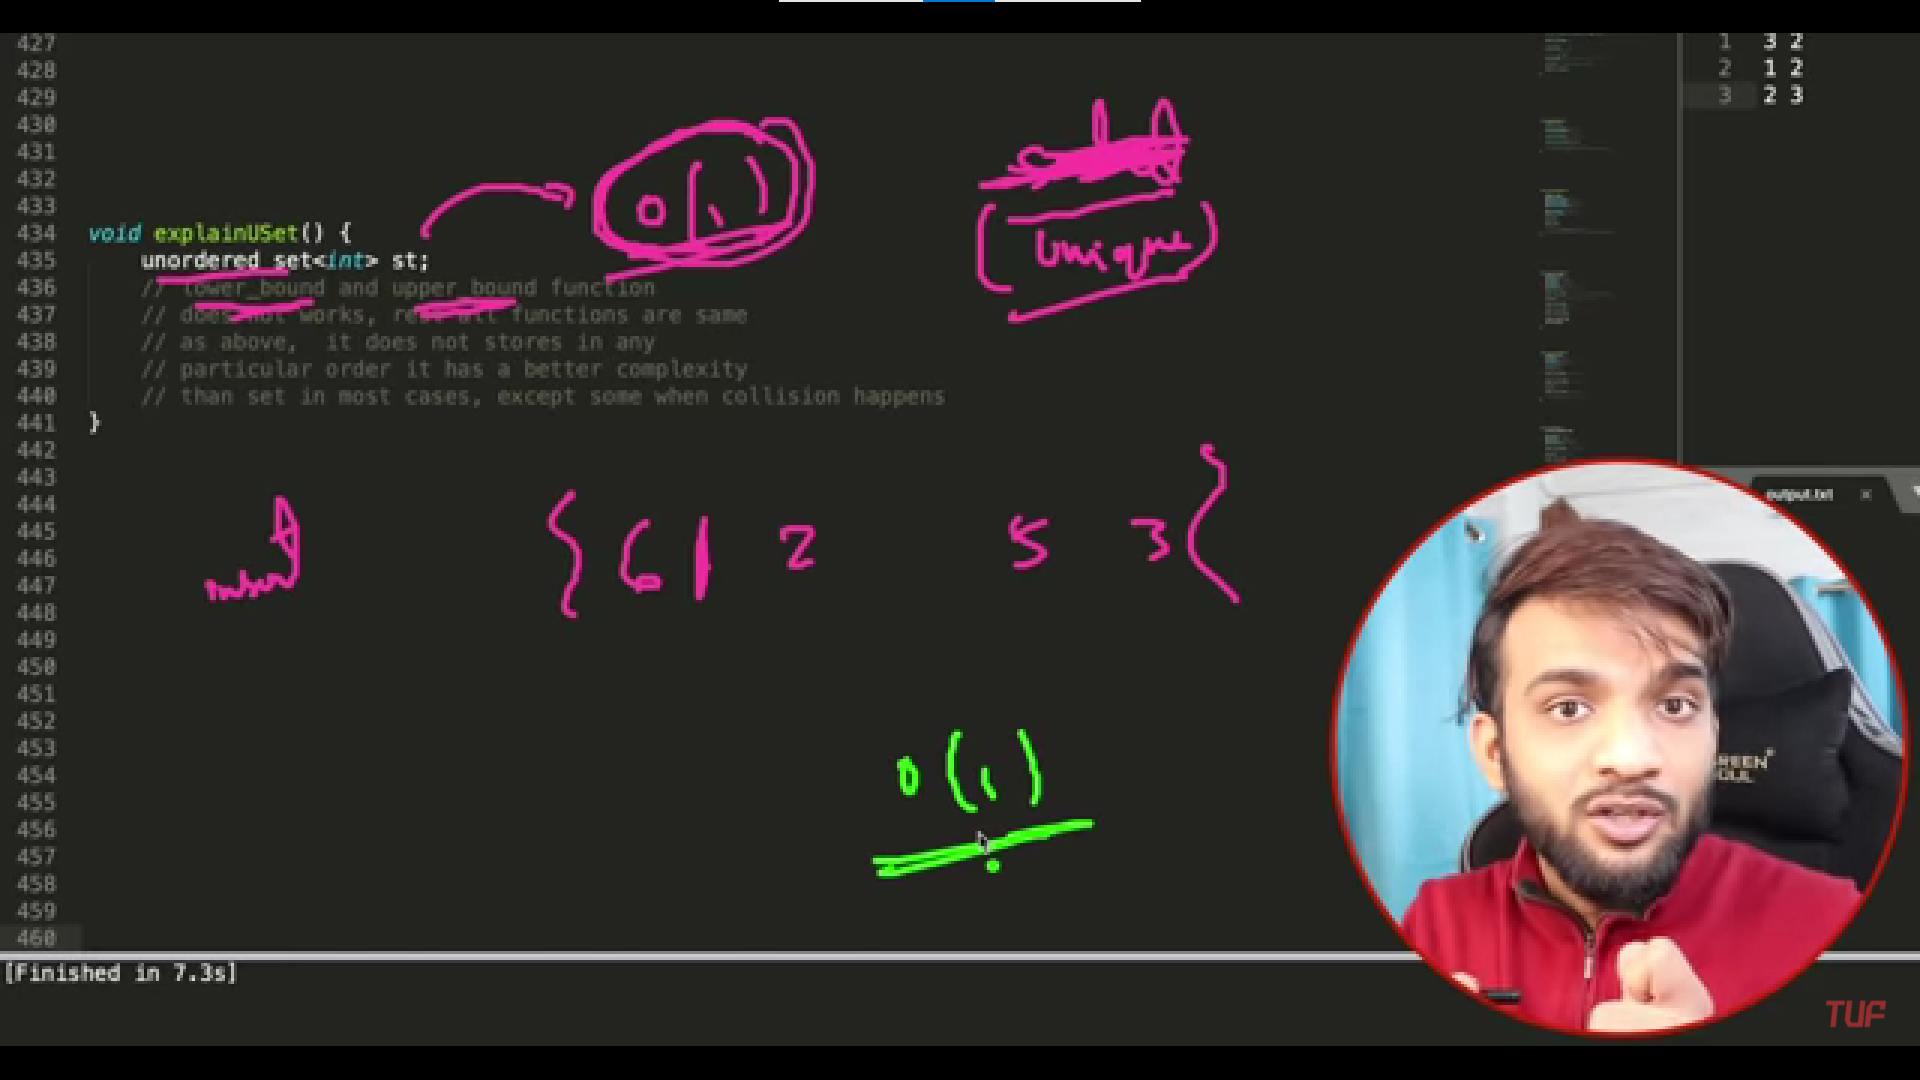 427
428
429
430
431
432
433
434 void explainUSet() {
435 unordered_set<int> st;
436 // lower_bound and upper_bound function
437 // does not works, rest all functions are same
438 // as above, it does not stores in any
439 // particular order it has a better complexity
440 // than set in most cases, except some when collision happens
441 }
442
443
444
445
446
447
448
449
450
451
452
453
454
455
456
457
458
459
460
O(1)
(Unique)
{ 6 1 2 5 3 }
O(1)
1 3 2
2 1 2
3 2 3
output.txt ×
[Finished in 7.3s]
TUF